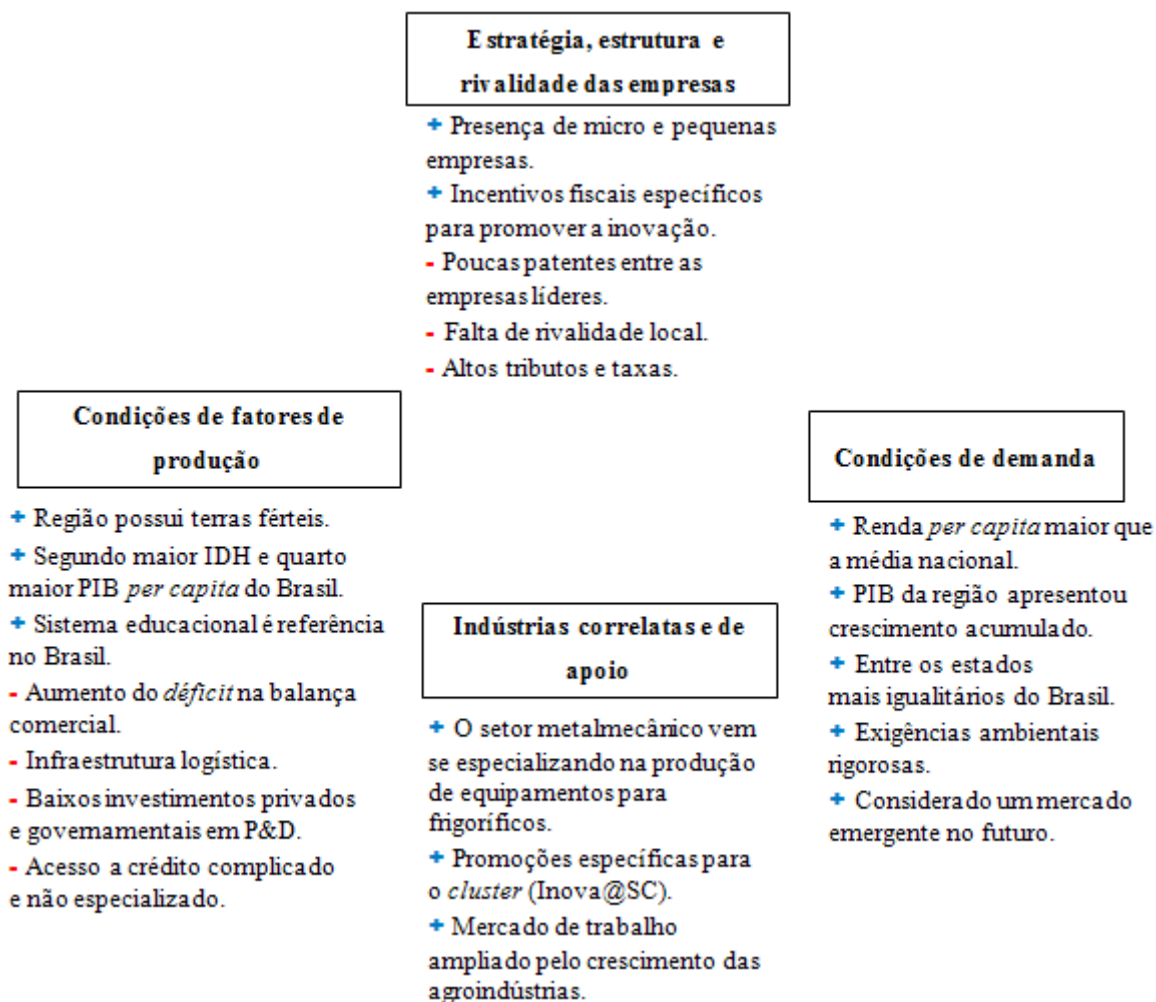 Estratégia, estrutura e
rivalidade das empresas
+ Presença de micro e pequenas
empresas.
+ Incentivos fiscais específicos
para promover a inovação.
- Poucas patentes entre as
empresas líderes.
- Falta de rivalidade local.
- Altos tributos e taxas.
Condições de fatores de
produção
+ Região possui terras férteis.
+ Segundo maior IDH e quarto
maior PIB per capita do Brasil.
+ Sistema educacional é referência
no Brasil.
- Aumento do déficit na balança
comercial.
- Infraestrutura logística.
- Baixos investimentos privados
e governamentais em P&D.
- Acesso a crédito complicado
e não especializado.
Indústrias correlatas e de
apoio
+ O setor metalmecânico vem
se especializando na produção
de equipamentos para
frigoríficos.
+ Promoções específicas para
o cluster (Inova@SC).
+ Mercado de trabalho
ampliado pelo crescimento das
agroindústrias.
Condições de demanda
+ Renda per capita maior que
a média nacional.
+ PIB da região apresentou
crescimento acumulado.
+ Entre os estados
mais igualitários do Brasil.
+ Exigências ambientais
rigorosas.
+ Considerado um mercado
emergente no futuro.